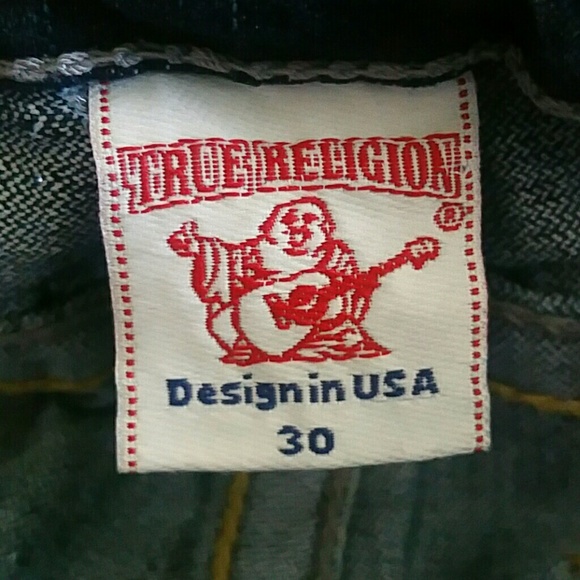 TRUE RELIGION
®
Design in USA
30